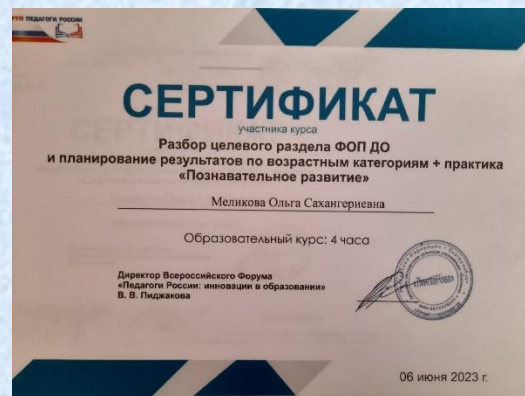 РУМ ПЕДАГОГИ РОССИИ
СЕРТИФИКАТ
участника курса
Разбор целевого раздела ФОП ДО
и планирование результатов по возрастным категориям + практика
«Познавательное развитие»
Меликова Ольга Сахангериевна
Образовательный курс: 4 часа
Директор Всероссийского Форума
«Педагоги России: инновации в образовании»
В. В. Пиджакова
06 июня 2023 г.